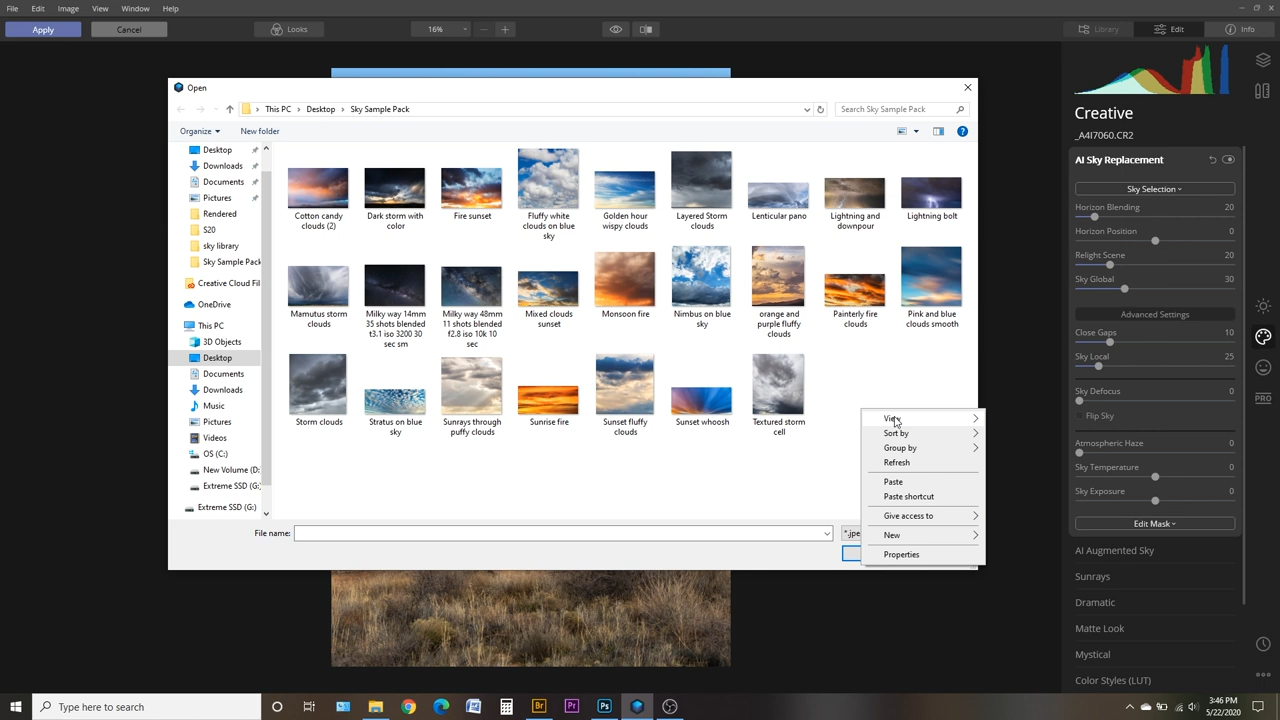 File Edit Image View Window Help
Apply Cancel Looks 16% Library Edit Info
Open
This PC > Desktop > Sky Sample Pack Search Sky Sample Pack
Organize New folder
Desktop
Downloads
Documents
Pictures
Rendered
S20
sky library
Sky Sample Pack
Creative Cloud Fil
OneDrive
This PC
3D Objects
Desktop
Documents
Downloads
Music
Pictures
Videos
OS (C:)
New Volume (D:
Extreme SSD (G:
Extreme SSD (G:)
Cotton candy
clouds (2)
Dark storm with
color
Fire sunset
Fluffy white
clouds on blue
sky
Golden hour
wispy clouds
Layered Storm
clouds
Lenticular pano
Lightning and
downpour
Lightning bolt
Mamutus storm
clouds
Milky way 14mm
35 shots blended
t3.1 iso 3200 30
sec sm
Milky way 48mm
11 shots blended
f2.8 iso 10k 10
sec
Mixed clouds
sunset
Monsoon fire
Nimbus on blue
sky
orange and
purple fluffy
clouds
Painterly fire
clouds
Pink and blue
clouds smooth
Storm clouds
Stratus on blue
sky
Sunrays through
puffy clouds
Sunrise fire
Sunset fluffy
clouds
Sunset whoosh
Textured storm
cell
View
Sort by
Group by
Refresh
Paste
Paste shortcut
Give access to
New
Properties
File name: *.jpe
Creative
_A4I7060.CR2
AI Sky Replacement
Sky Selection
Horizon Blending 20
Horizon Position 0
Relight Scene 20
Sky Global 30
Advanced Settings
Close Gaps 10
Sky Local 25
Sky Defocus 0
Flip Sky
Atmospheric Haze 0
Sky Temperature 0
Sky Exposure 0
Edit Mask
AI Augmented Sky
Sunrays
Dramatic
Matte Look
Mystical
Color Styles (LUT)
PRO
Type here to search
Br Pr Ps
3:46 PM
5/22/2020